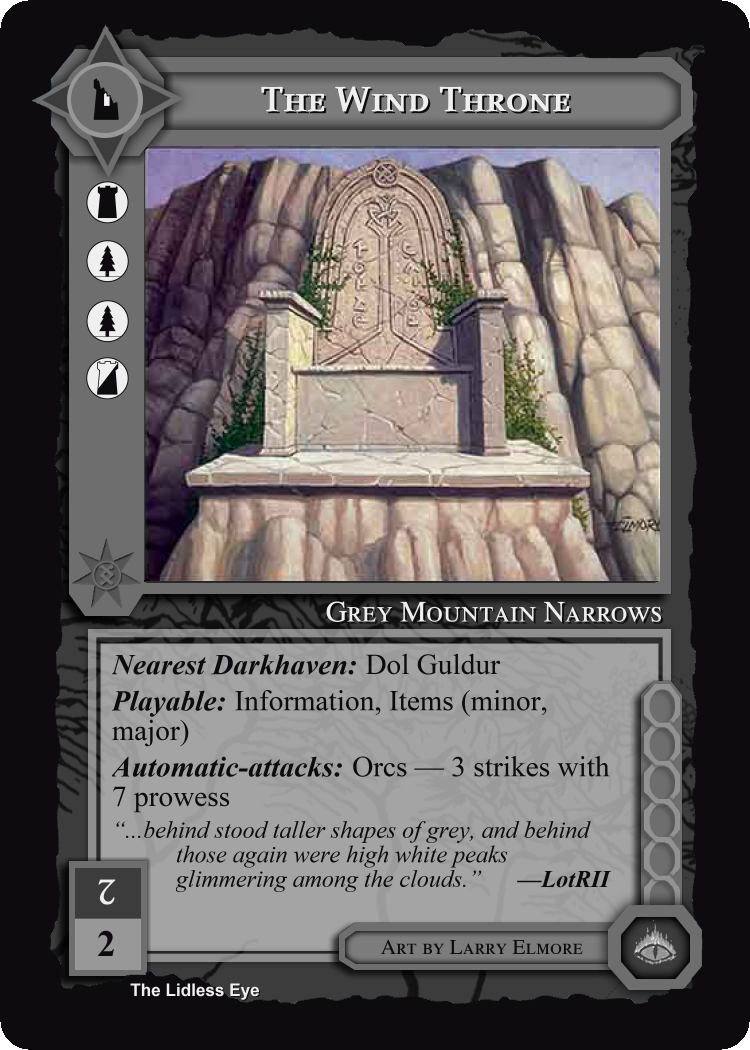 The Wind Throne
ELMORE
Grey Mountain Narrows
Nearest Darkhaven: Dol Guldur
Playable: Information, Items (minor,
major)
Automatic-attacks: Orcs — 3 strikes with
7 prowess
“...behind stood taller shapes of grey, and behind
those again were high white peaks
glimmering among the clouds.” —LotRII
2
2
Art by Larry Elmore
The Lidless Eye